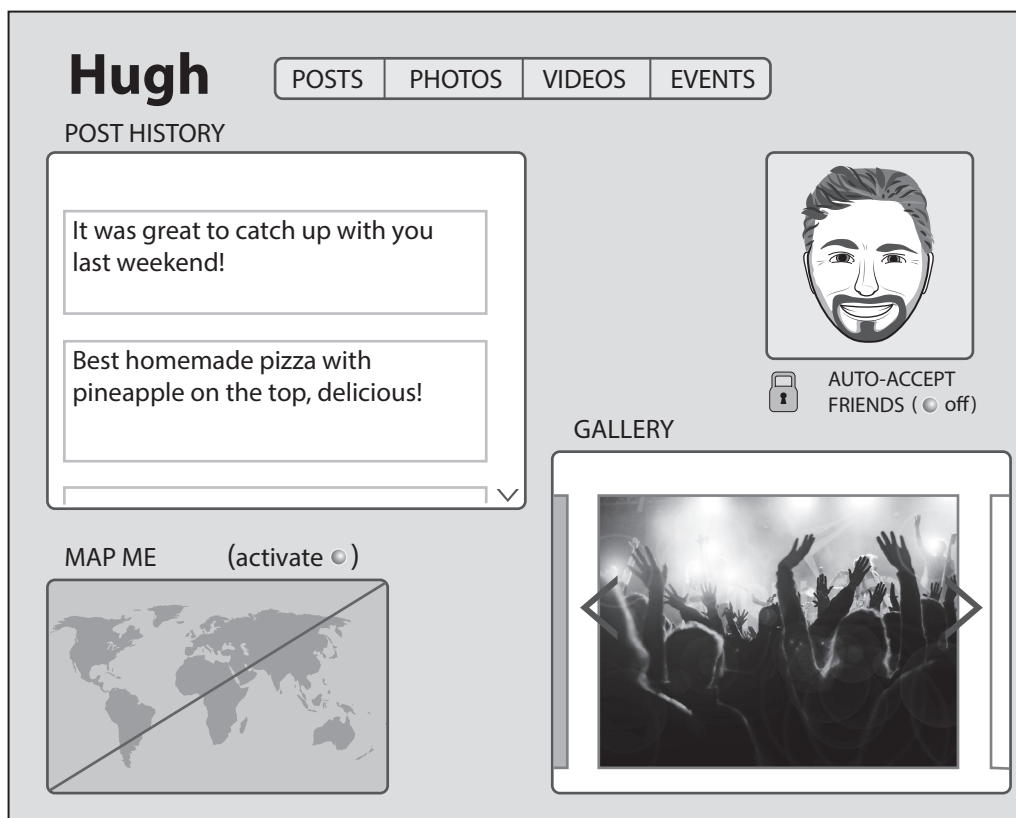 Hugh
POSTS PHOTOS VIDEOS EVENTS
POST HISTORY
It was great to catch up with you
last weekend!
Best homemade pizza with
pineapple on the top, delicious!
AUTO-ACCEPT
FRIENDS ( off)
GALLERY
MAP ME (activate )